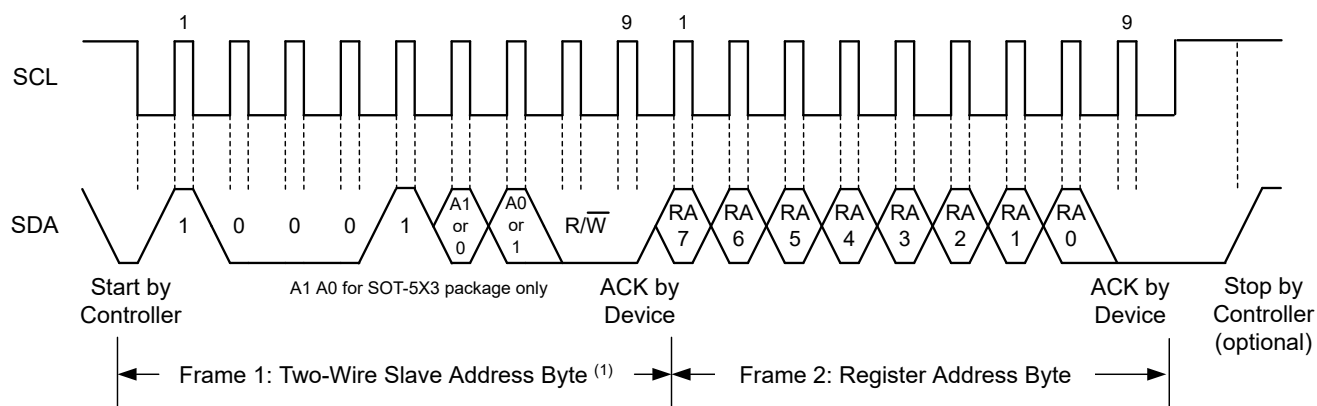 1 9 1 9
SCL
SDA
1 0 0 0 1 A1 or 0 A0 or 1 R/W̅ RA 7 RA 6 RA 5 RA 4 RA 3 RA 2 RA 1 RA 0
Start by
Controller
A1 A0 for SOT-5X3 package only
ACK by
Device
ACK by
Device
Stop by
Controller
(optional)
Frame 1: Two-Wire Slave Address Byte (1)
Frame 2: Register Address Byte